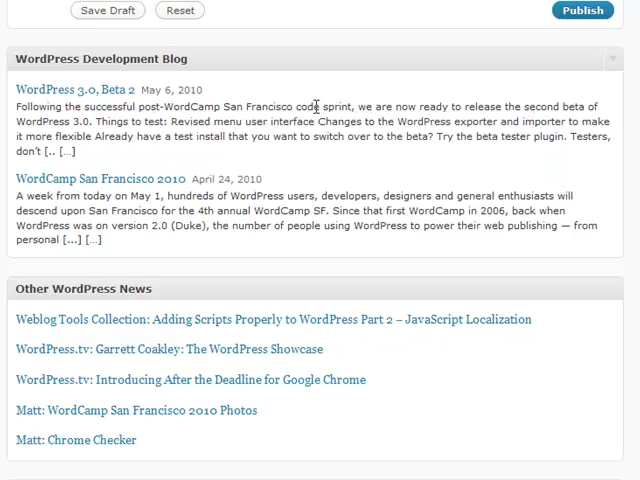 Save Draft Reset Publish
WordPress Development Blog
WordPress 3.0, Beta 2 May 6, 2010
Following the successful post-WordCamp San Francisco code sprint, we are now ready to release the second beta of
WordPress 3.0. Things to test: Revised menu user interface Changes to the WordPress exporter and importer to make
it more flexible Already have a test install that you want to switch over to the beta? Try the beta tester plugin. Testers,
don't [.. [...]
WordCamp San Francisco 2010 April 24, 2010
A week from today on May 1, hundreds of WordPress users, developers, designers and general enthusiasts will
descend upon San Francisco for the 4th annual WordCamp SF. Since that first WordCamp in 2006, back when
WordPress was on version 2.0 (Duke), the number of people using WordPress to power their web publishing — from
personal [...] [...]
Other WordPress News
Weblog Tools Collection: Adding Scripts Properly to WordPress Part 2 – JavaScript Localization
WordPress.tv: Garrett Coakley: The WordPress Showcase
WordPress.tv: Introducing After the Deadline for Google Chrome
Matt: WordCamp San Francisco 2010 Photos
Matt: Chrome Checker